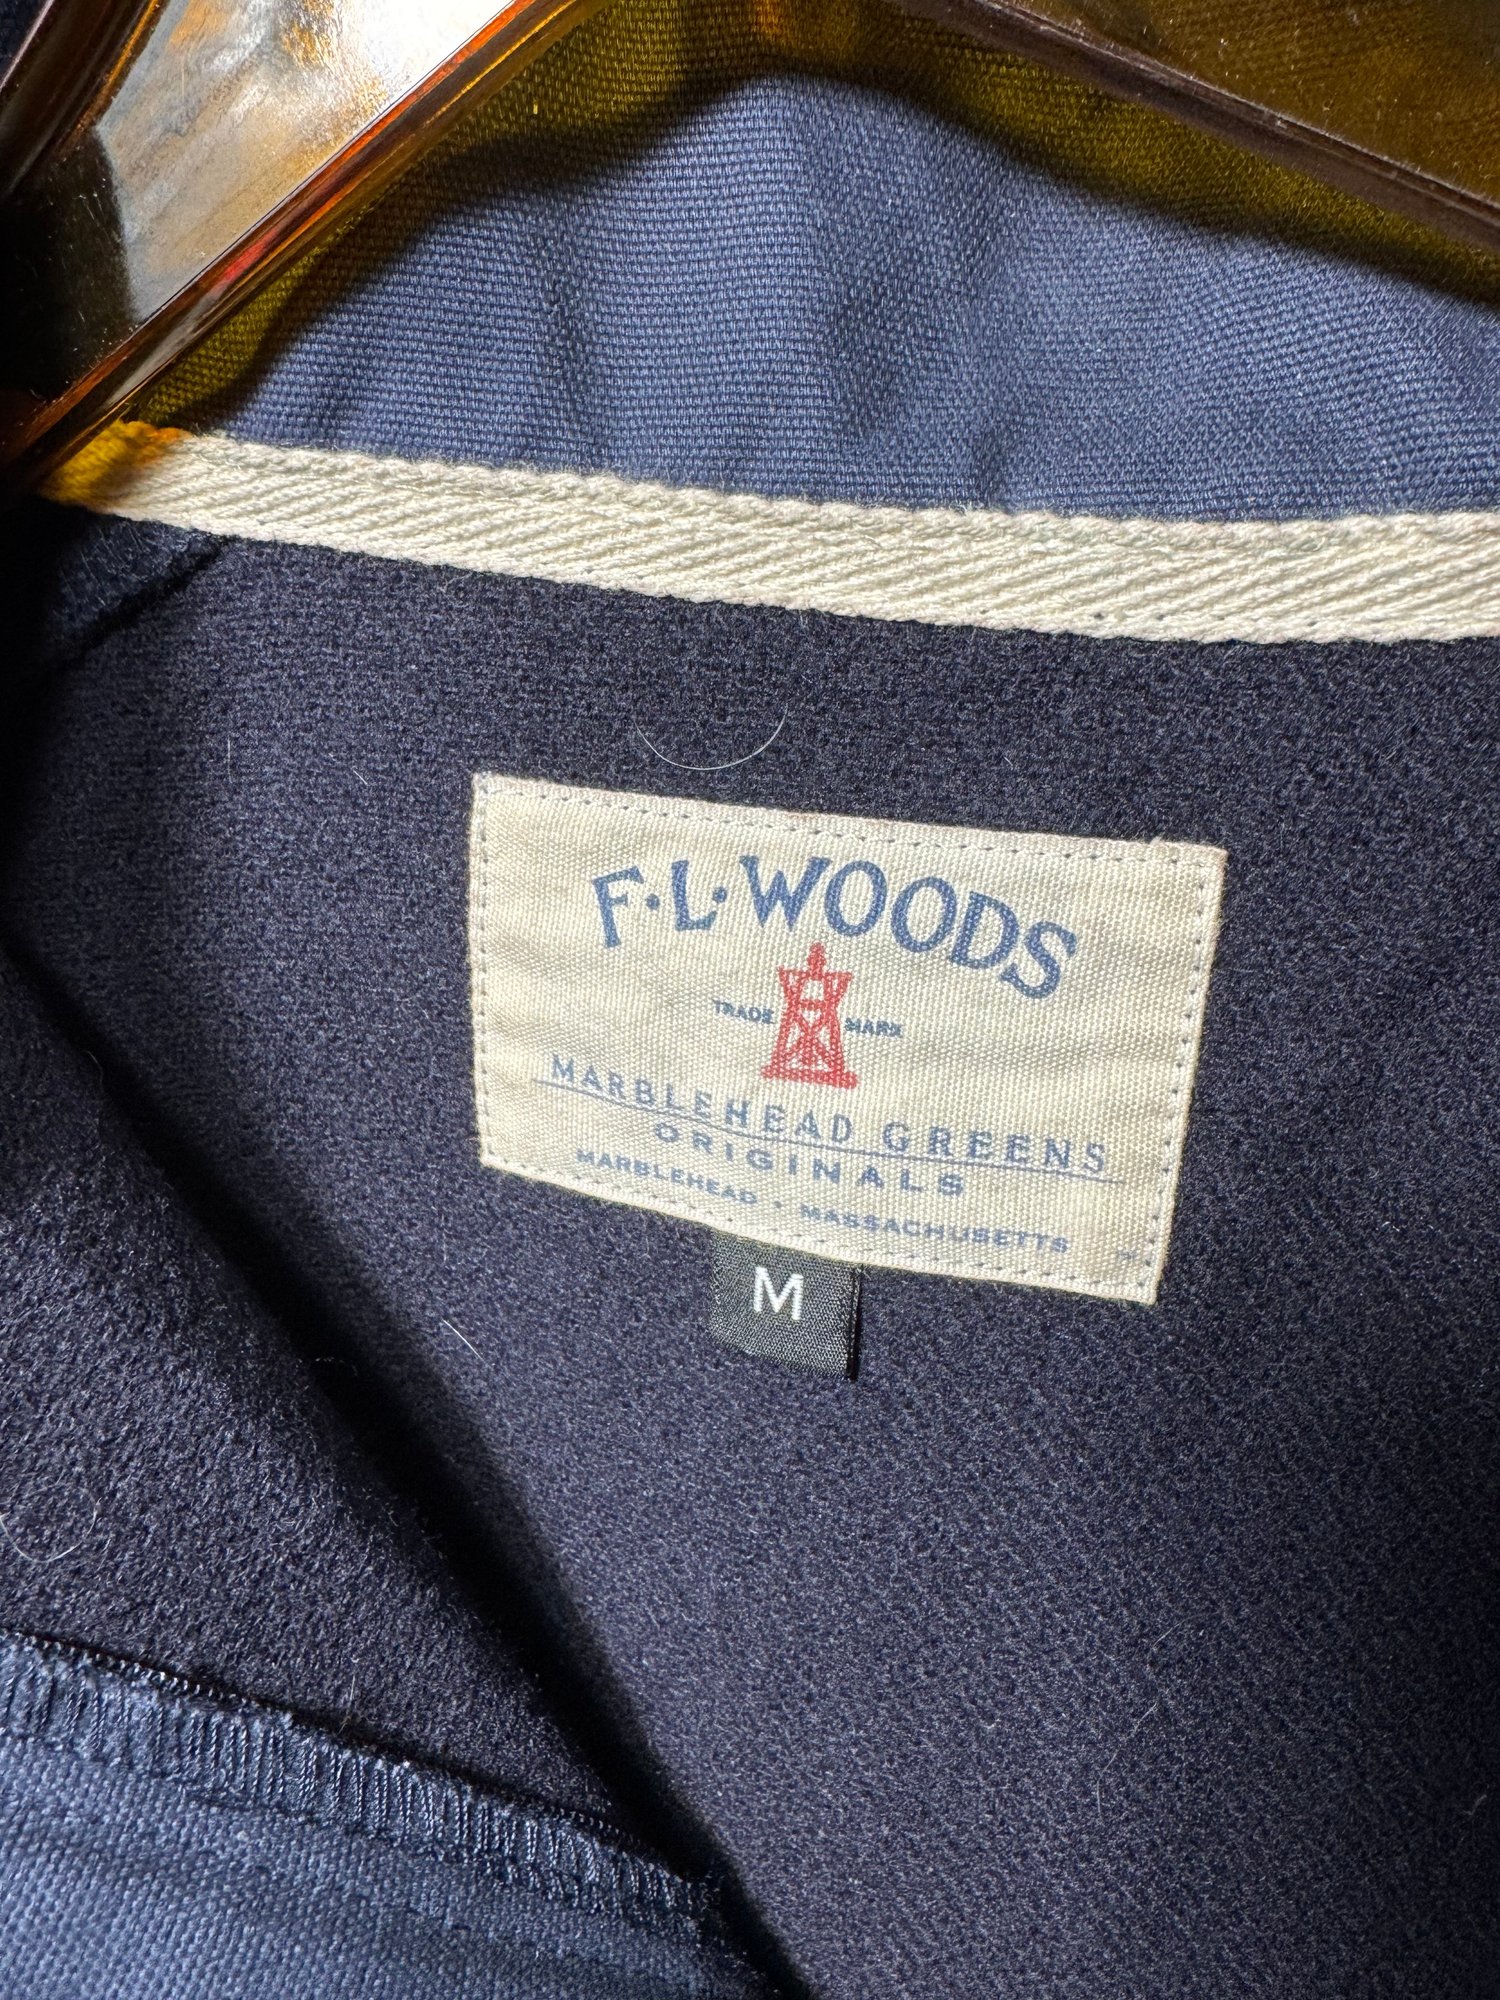 F·L·WOODS
TRADE MARK
MARBLEHEAD GREENS
ORIGINALS
MARBLEHEAD · MASSACHUSETTS
M